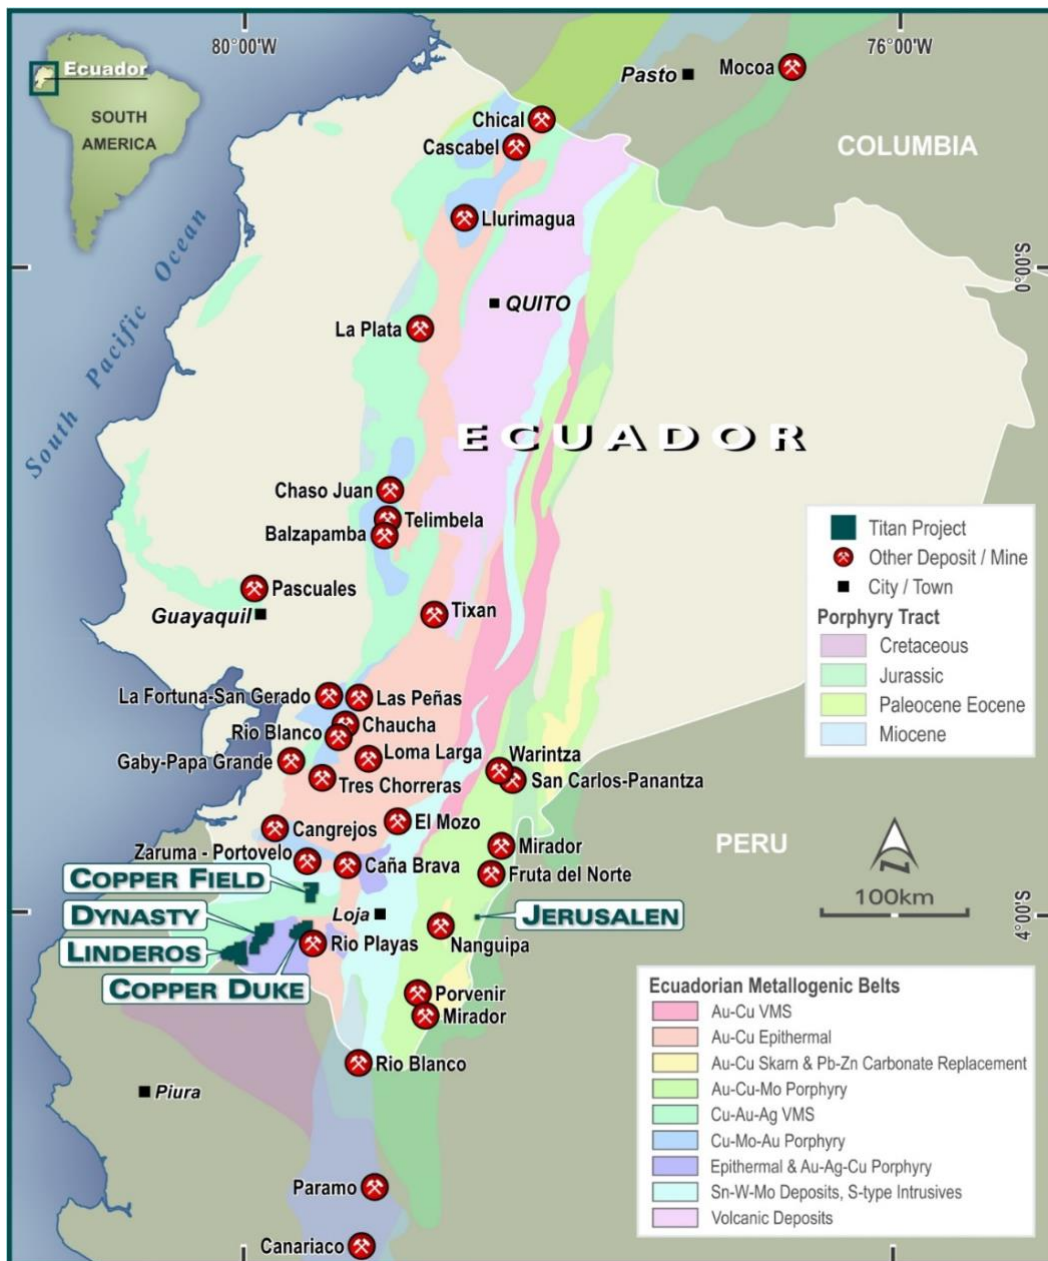 80°00'W
76°00'W
Ecuador
SOUTH
AMERICA
Pasto
Mocoa
COLUMBIA
Chical
Cascabel
Llurimagua
South Pacific Ocean
0°00'S
QUITO
La Plata
ECUADOR
Chaso Juan
Telimbela
Balzapamba
Pascuales
Guayaquil
Tixan
La Fortuna-San Gerado
Las Peñas
Chaucha
Rio Blanco
Gaby-Papa Grande
Loma Larga
Tres Chorreras
Warintza
San Carlos-Panantza
Cangrejos
El Mozo
Mirador
Zaruma - Portovelo
Caña Brava
Fruta del Norte
PERU
COPPER FIELD
DYNASTY
LINDEROS
COPPER DUKE
Loja
Rio Playas
JERUSALEN
Nanguipa
4°00'S
Porvenir
Mirador
Rio Blanco
Piura
Paramo
Canariaco
Titan Project
Other Deposit / Mine
City / Town
Porphyry Tract
Cretaceous
Jurassic
Paleocene Eocene
Miocene
N
100km
Ecuadorian Metallogenic Belts
Au-Cu VMS
Au-Cu Epithermal
Au-Cu Skarn & Pb-Zn Carbonate Replacement
Au-Cu-Mo Porphyry
Cu-Au-Ag VMS
Cu-Mo-Au Porphyry
Epithermal & Au-Ag-Cu Porphyry
Sn-W-Mo Deposits, S-type Intrusives
Volcanic Deposits